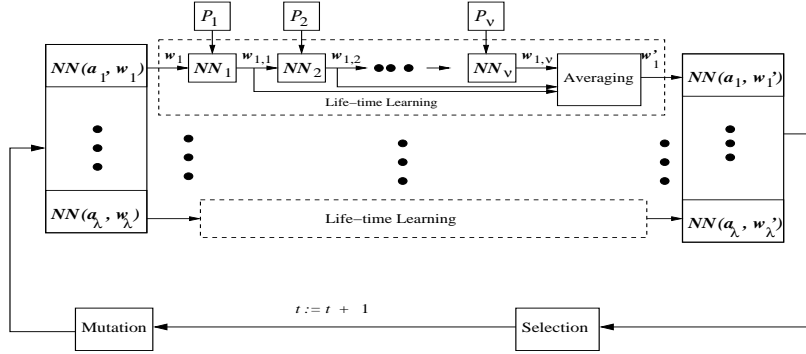 P1 P2 Pν
NN(a1, w1) w1 NN1 w1,1 NN2 w1,2 NNν w1,ν Averaging w'1 NN(a1, w1')
Life-time Learning
NN(aλ, wλ) Life-time Learning NN(aλ, wλ')
t := t + 1
Mutation Selection